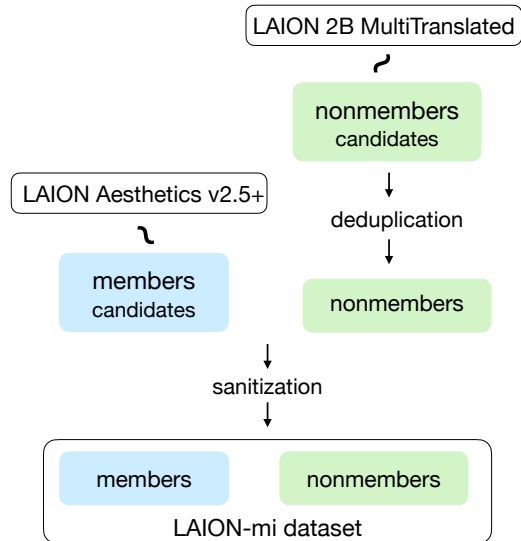 LAION 2B MultiTranslated
nonmembers
candidates
LAION Aesthetics v2.5+
deduplication
members
candidates
nonmembers
sanitization
members
nonmembers
LAION-mi dataset